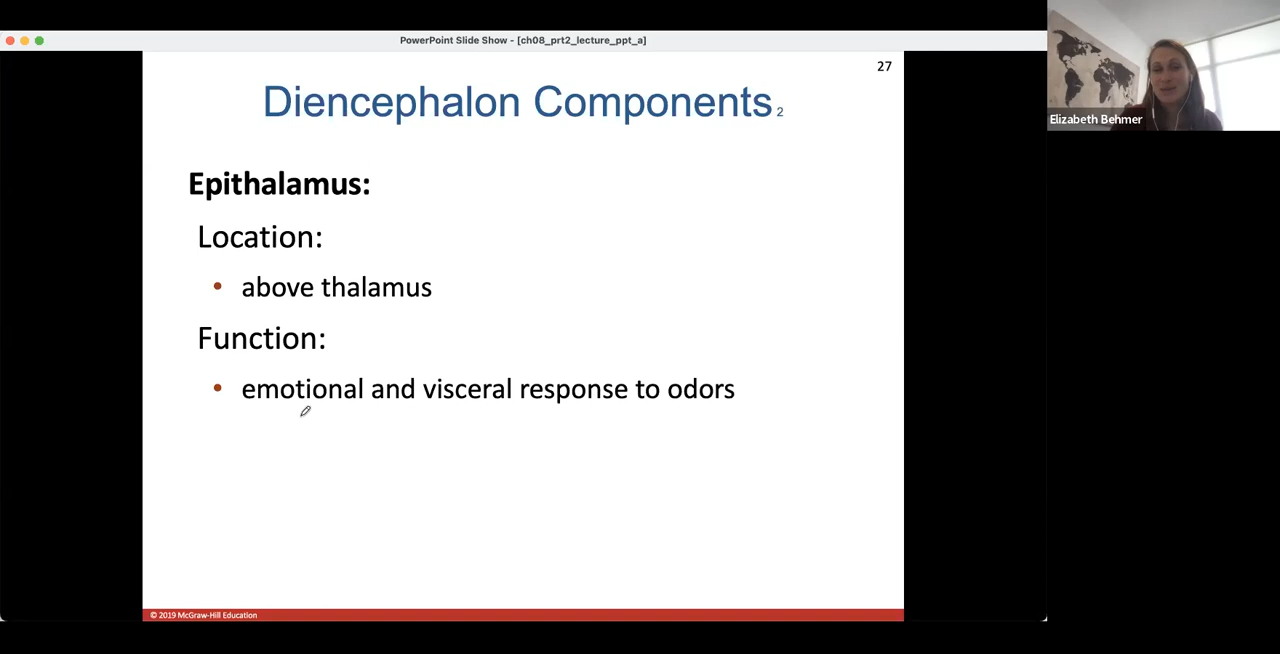 PowerPoint Slide Show - [ch08_prt2_lecture_ppt_a]
27
Diencephalon Components 2
Elizabeth Behmer
Epithalamus:
Location:
• above thalamus
Function:
• emotional and visceral response to odors
© 2019 McGraw-Hill Education